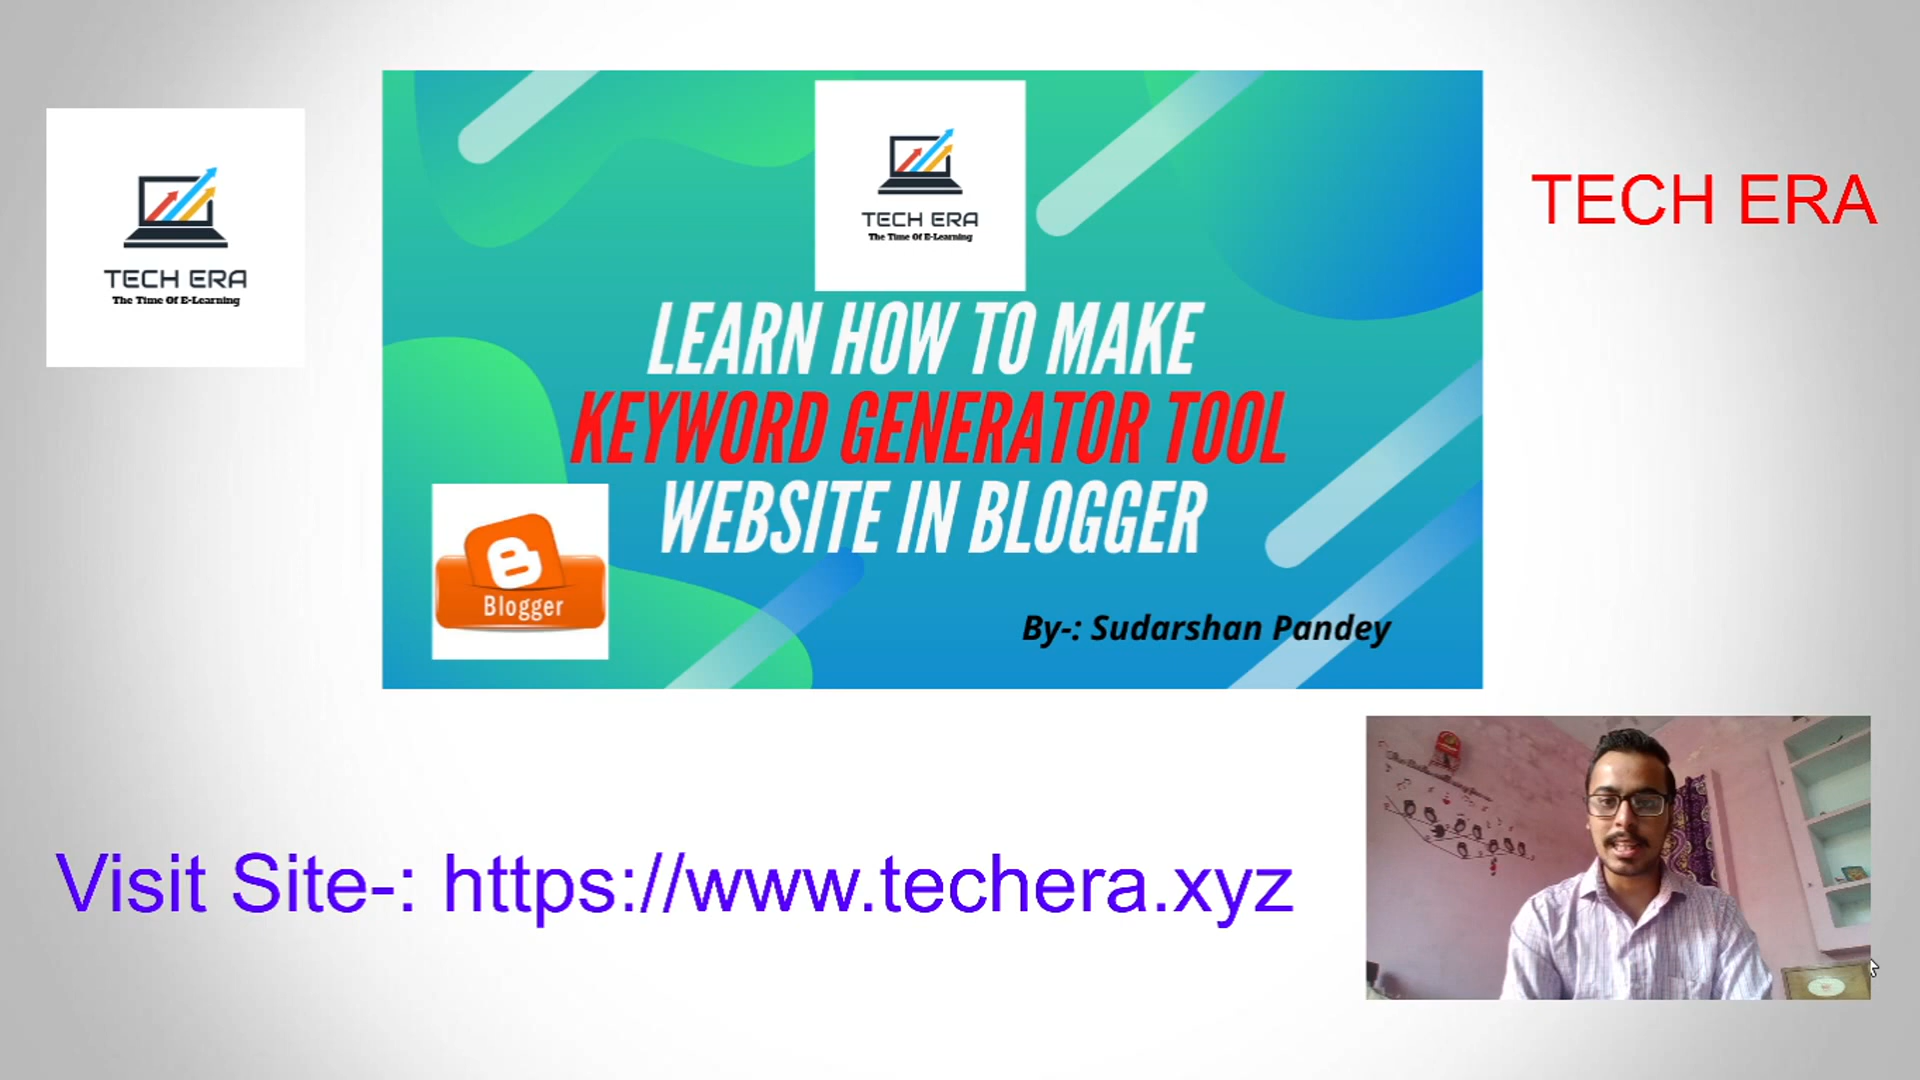 TECH ERA
The Time Of E-Learning
TECH ERA
The Time Of E-Learning
LEARN HOW TO MAKE
KEYWORD GENERATOR TOOL
WEBSITE IN BLOGGER
Blogger
By-: Sudarshan Pandey
TECH ERA
Visit Site-: https://www.techera.xyz